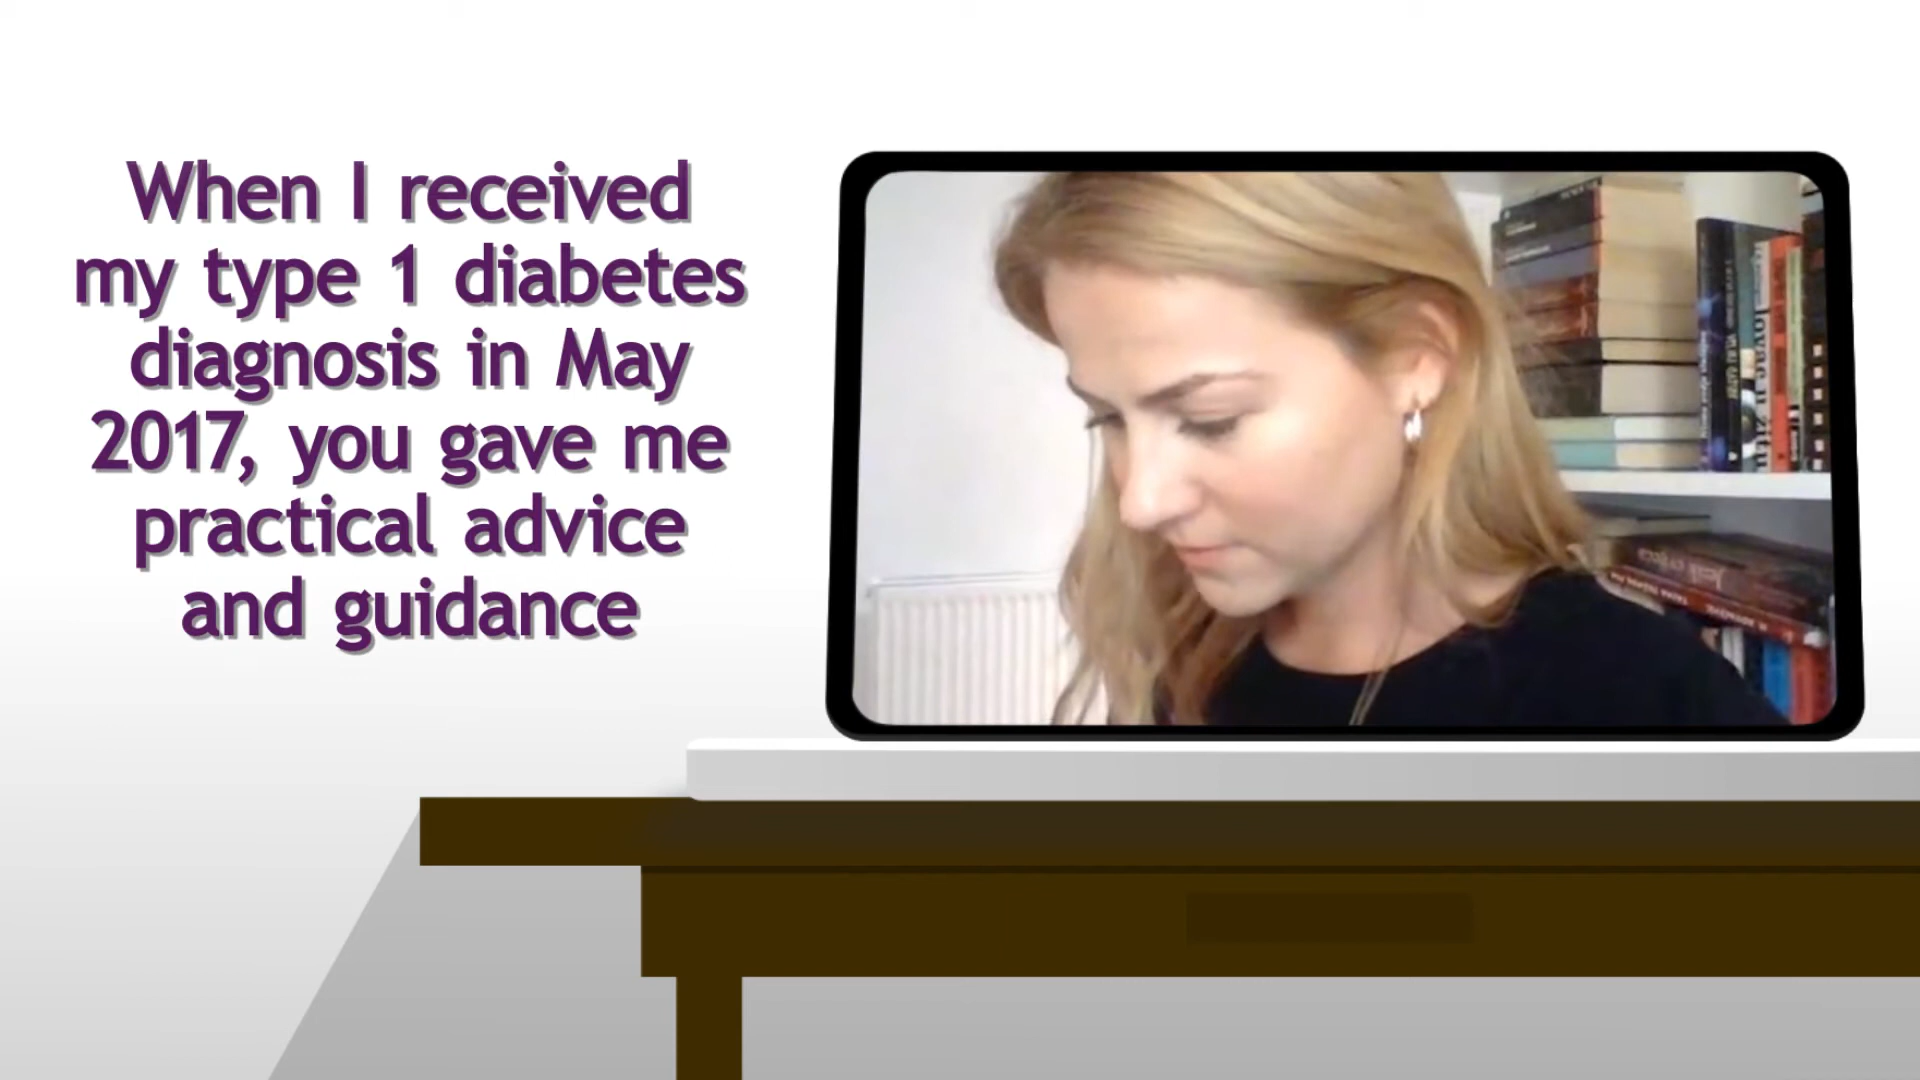 When I received
my type 1 diabetes
diagnosis in May
2017, you gave me
practical advice
and guidance